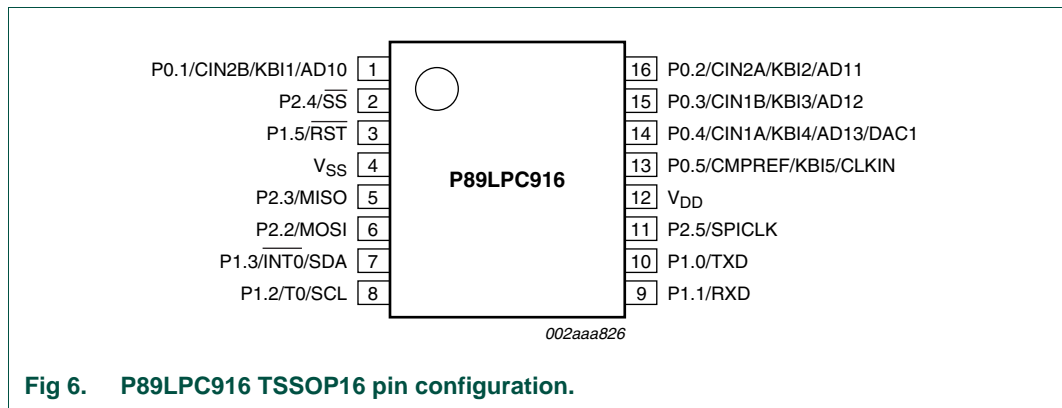 P0.1/CIN2B/KBI1/AD10 1
16 P0.2/CIN2A/KBI2/AD11
P2.4/S̅S̅ 2
15 P0.3/CIN1B/KBI3/AD12
P1.5/R̅S̅T̅ 3
14 P0.4/CIN1A/KBI4/AD13/DAC1
VSS 4
13 P0.5/CMPREF/KBI5/CLKIN
P89LPC916
P2.3/MISO 5
12 VDD
P2.2/MOSI 6
11 P2.5/SPICLK
P1.3/I̅N̅T̅0̅/SDA 7
10 P1.0/TXD
P1.2/T0/SCL 8
9 P1.1/RXD
002aaa826
Fig 6. P89LPC916 TSSOP16 pin configuration.